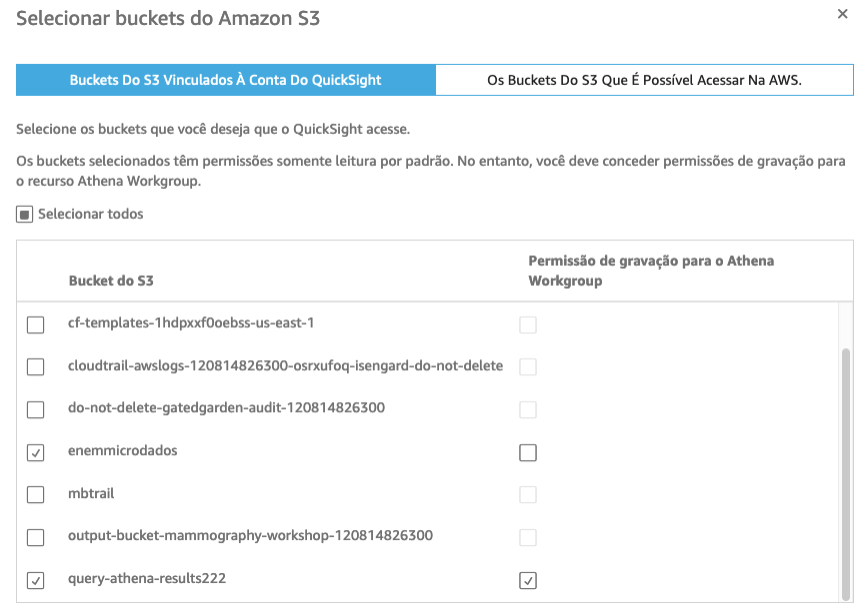 Selecionar buckets do Amazon S3
Buckets Do S3 Vinculados À Conta Do QuickSight
Os Buckets Do S3 Que É Possível Acessar Na AWS.
Selecione os buckets que você deseja que o QuickSight acesse.
Os buckets selecionados têm permissões somente leitura por padrão. No entanto, você deve conceder permissões de gravação para
o recurso Athena Workgroup.
Selecionar todos
Bucket do S3
Permissão de gravação para o Athena
Workgroup
cf-templates-1hdpxxf0oebss-us-east-1
cloudtrail-awslogs-120814826300-osrxufoq-isengard-do-not-delete
do-not-delete-gatedgarden-audit-120814826300
enemmicrodados
mbtrail
output-bucket-mammography-workshop-120814826300
query-athena-results222